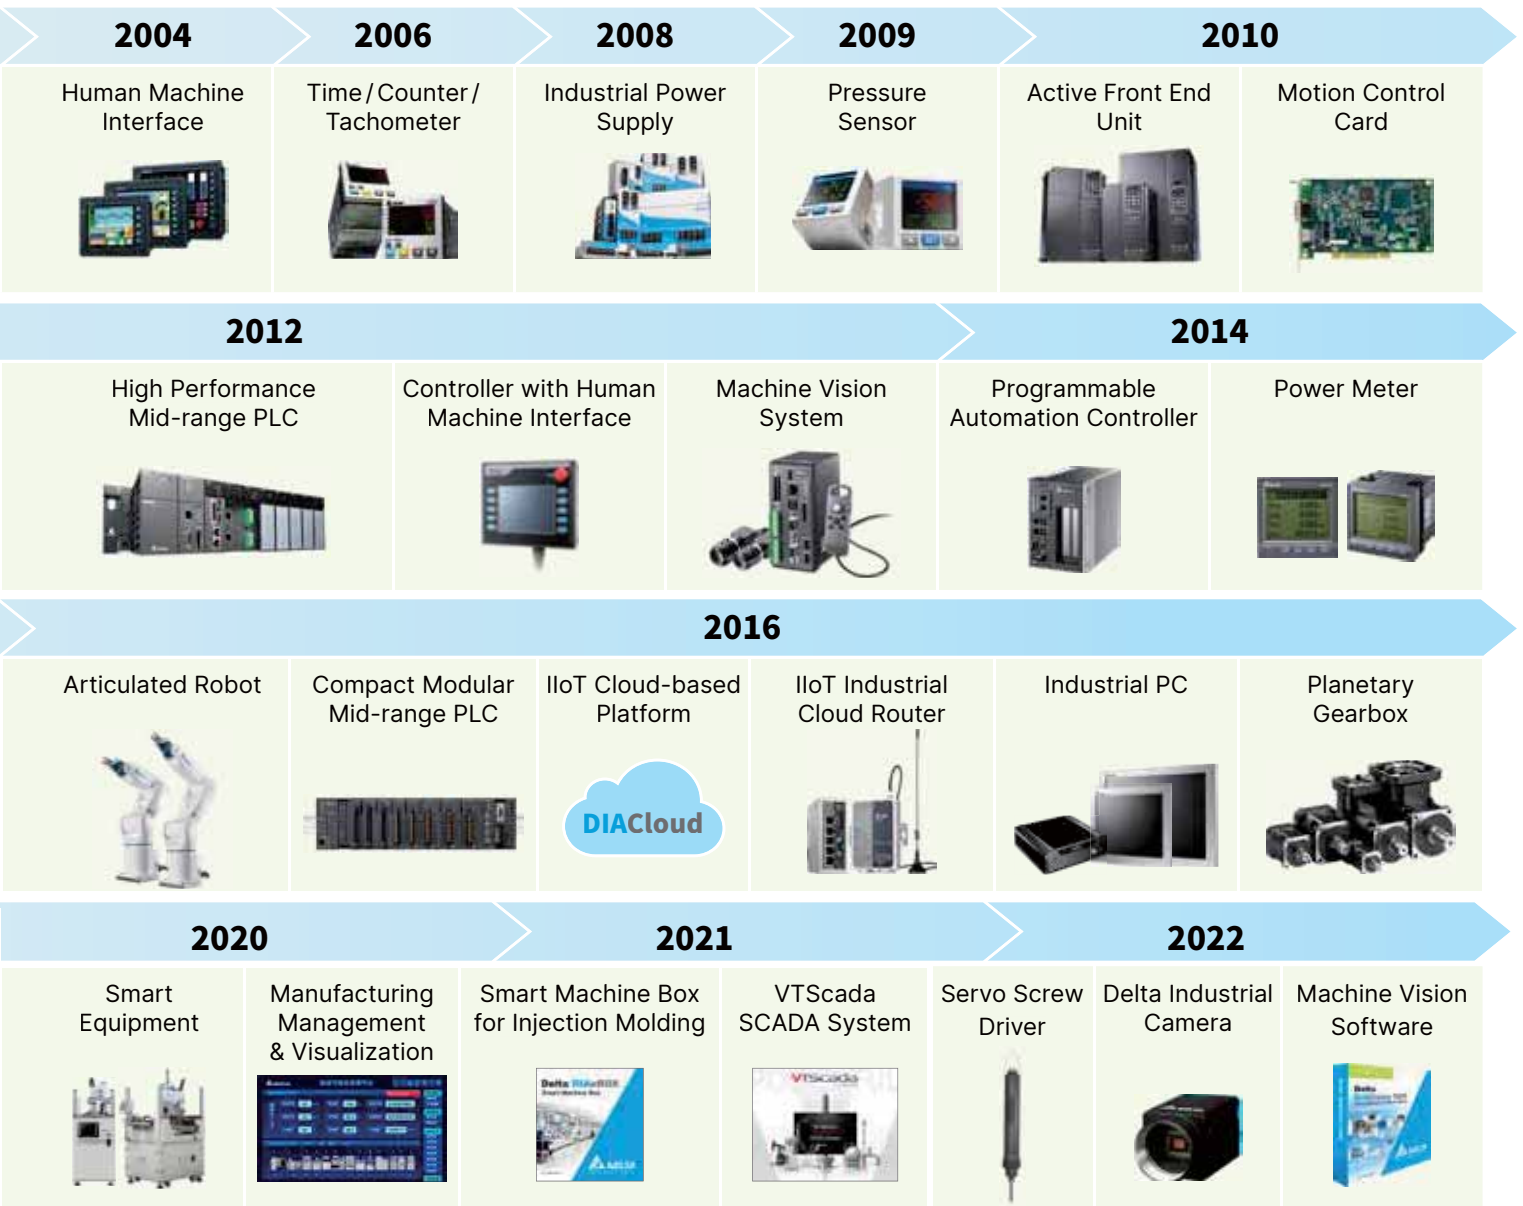 2004
2006
2008
2009
2010
Human Machine
Interface
Time/Counter/
Tachometer
Industrial Power
Supply
Pressure
Sensor
Active Front End
Unit
Motion Control
Card
2012
2014
High Performance
Mid-range PLC
Controller with Human
Machine Interface
Machine Vision
System
Programmable
Automation Controller
Power Meter
2016
Articulated Robot
Compact Modular
Mid-range PLC
IIoT Cloud-based
Platform
DIACloud
IIoT Industrial
Cloud Router
Industrial PC
Planetary
Gearbox
2020
2021
2022
Smart
Equipment
Manufacturing
Management
& Visualization
Smart Machine Box
for Injection Molding
Smart Machine Box
VTScada
SCADA System
VTScada
Servo Screw
Driver
Delta Industrial
Camera
Machine Vision
Software
Delta